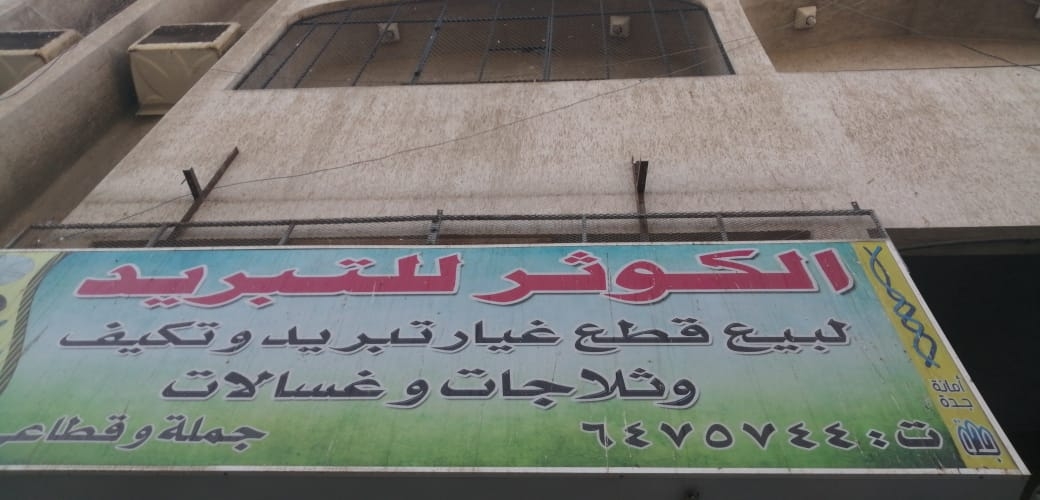 الكوثر للتبريد
لبيع قطع غيار تبريد وتكيف
وثلاجات وغسالات
ت: ٦٤٧٥٧٤٤
جملة وقطاعي
أمانة
جدة